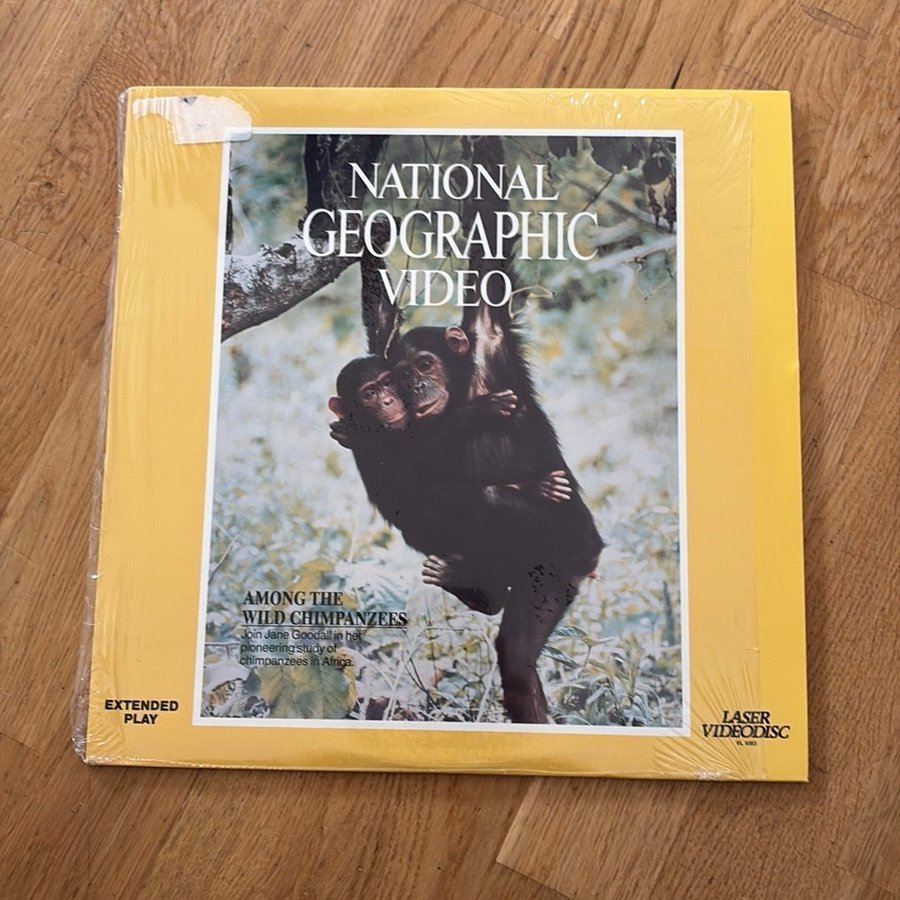 NATIONAL
GEOGRAPHIC
VIDEO
AMONG THE
WILD CHIMPANZEES
Join Jane Goodall in her
pioneering study of
chimpanzees in Africa.
EXTENDED
PLAY
LASER
VIDEODISC